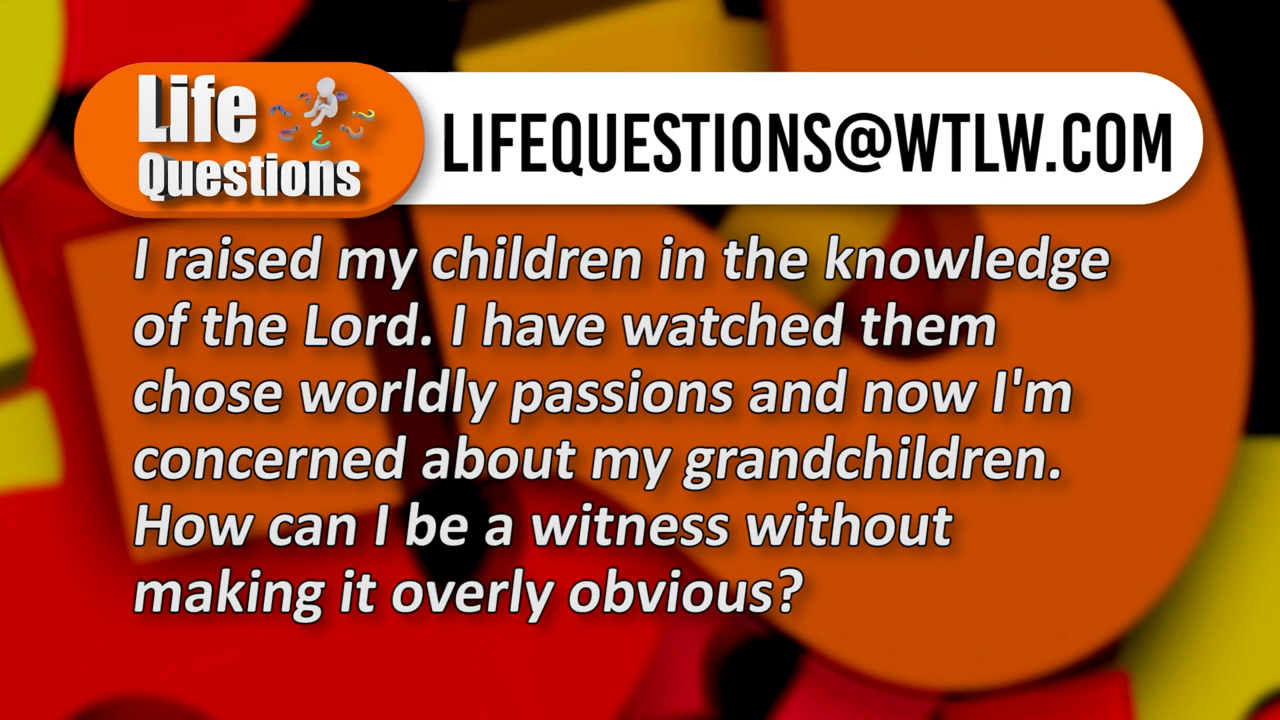 Life
Questions
LIFEQUESTIONS@WTLW.COM
I raised my children in the knowledge
of the Lord. I have watched them
chose worldly passions and now I'm
concerned about my grandchildren.
How can I be a witness without
making it overly obvious?